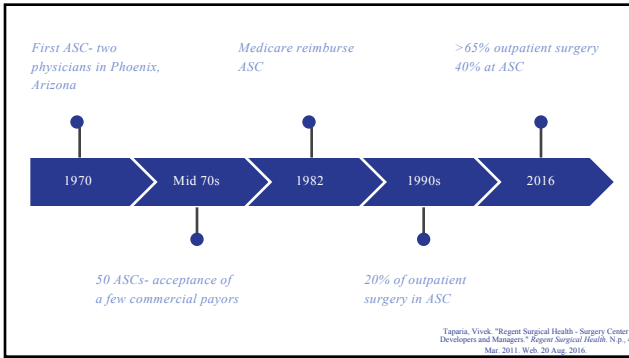 First ASC- two
physicians in Phoenix,
Arizona
Medicare reimburse
ASC
>65% outpatient surgery
40% at ASC
1970
Mid 70s
1982
1990s
2016
50 ASCs- acceptance of
a few commercial payors
20% of outpatient
surgery in ASC
Taparia, Vivek. "Regent Surgical Health - Surgery Center
Developers and Managers." Regent Surgical Health. N.p.,
Mar. 2011. Web. 20 Aug. 2016.